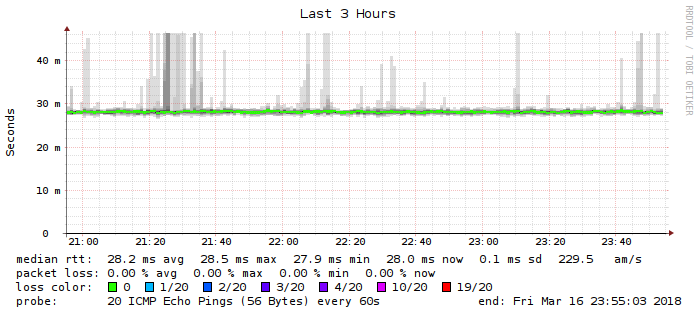 Last 3 Hours
RRDTOOL / TOBI OETIKER
Seconds
40 m
30 m
20 m
10 m
0
21:00 21:20 21:40 22:00 22:20 22:40 23:00 23:20 23:40
median rtt: 28.2 ms avg 28.5 ms max 27.9 ms min 28.0 ms now 0.1 ms sd 229.5 am/s
packet loss: 0.00 % avg 0.00 % max 0.00 % min 0.00 % now
loss color: 0 1/20 2/20 3/20 4/20 10/20 19/20
probe: 20 ICMP Echo Pings (56 Bytes) every 60s end: Fri Mar 16 23:55:03 2018